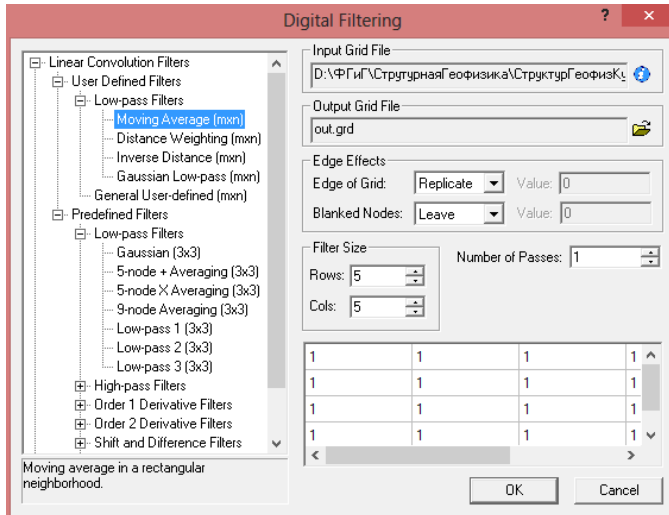 Digital Filtering
? ×
Linear Convolution Filters
User Defined Filters
Low-pass Filters
Moving Average (mxn)
Distance Weighting (mxn)
Inverse Distance (mxn)
Gaussian Low-pass (mxn)
General User-defined (mxn)
Predefined Filters
Low-pass Filters
Gaussian (3x3)
5-node + Averaging (3x3)
5-node X Averaging (3x3)
9-node Averaging (3x3)
Low-pass 1 (3x3)
Low-pass 2 (3x3)
Low-pass 3 (3x3)
High-pass Filters
Order 1 Derivative Filters
Order 2 Derivative Filters
Shift and Difference Filters
Moving average in a rectangular
neighborhood.
Input Grid File
D:\ФГиГ\СтрутурнаяГеофизика\СтруктурГеофизКу
Output Grid File
out.grd
Edge Effects
Edge of Grid: Replicate Value: 0
Blanked Nodes: Leave Value: 0
Filter Size
Rows: 5
Cols: 5
Number of Passes: 1
1 1 1 1
1 1 1 1
1 1 1 1
1 1 1 1
OK Cancel